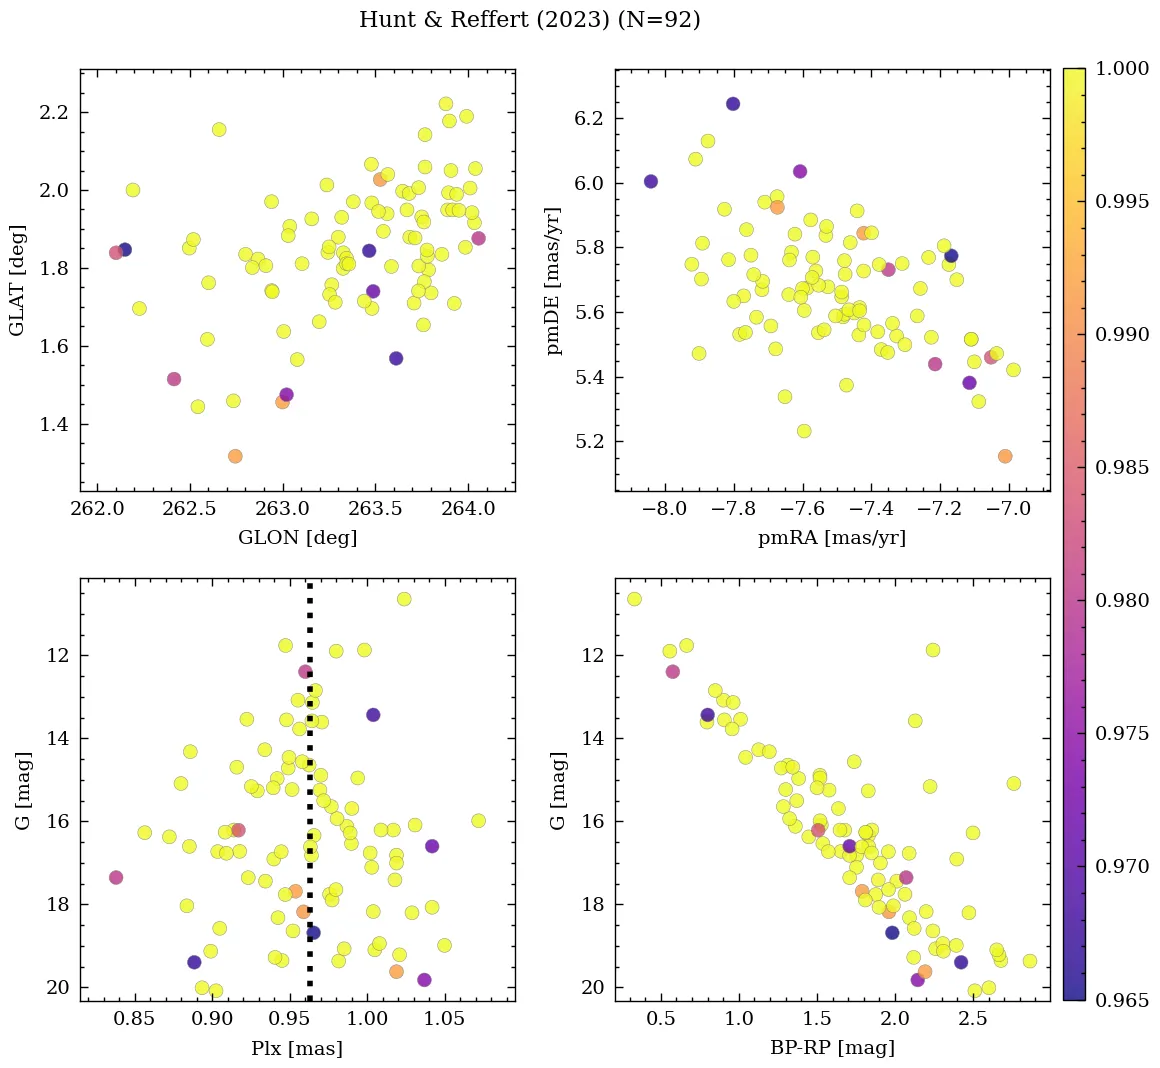 Hunt & Reffert (2023) (N=92)
2.2
2.0
1.8
1.6
1.4
GLAT [deg]
262.0 262.5 263.0 263.5 264.0
GLON [deg]
6.2
6.0
5.8
5.6
5.4
5.2
pmDE [mas/yr]
−8.0 −7.8 −7.6 −7.4 −7.2 −7.0
pmRA [mas/yr]
12
14
16
18
20
G [mag]
0.85 0.90 0.95 1.00 1.05
Plx [mas]
12
14
16
18
20
G [mag]
0.5 1.0 1.5 2.0 2.5
BP-RP [mag]
1.000
0.995
0.990
0.985
0.980
0.975
0.970
0.965